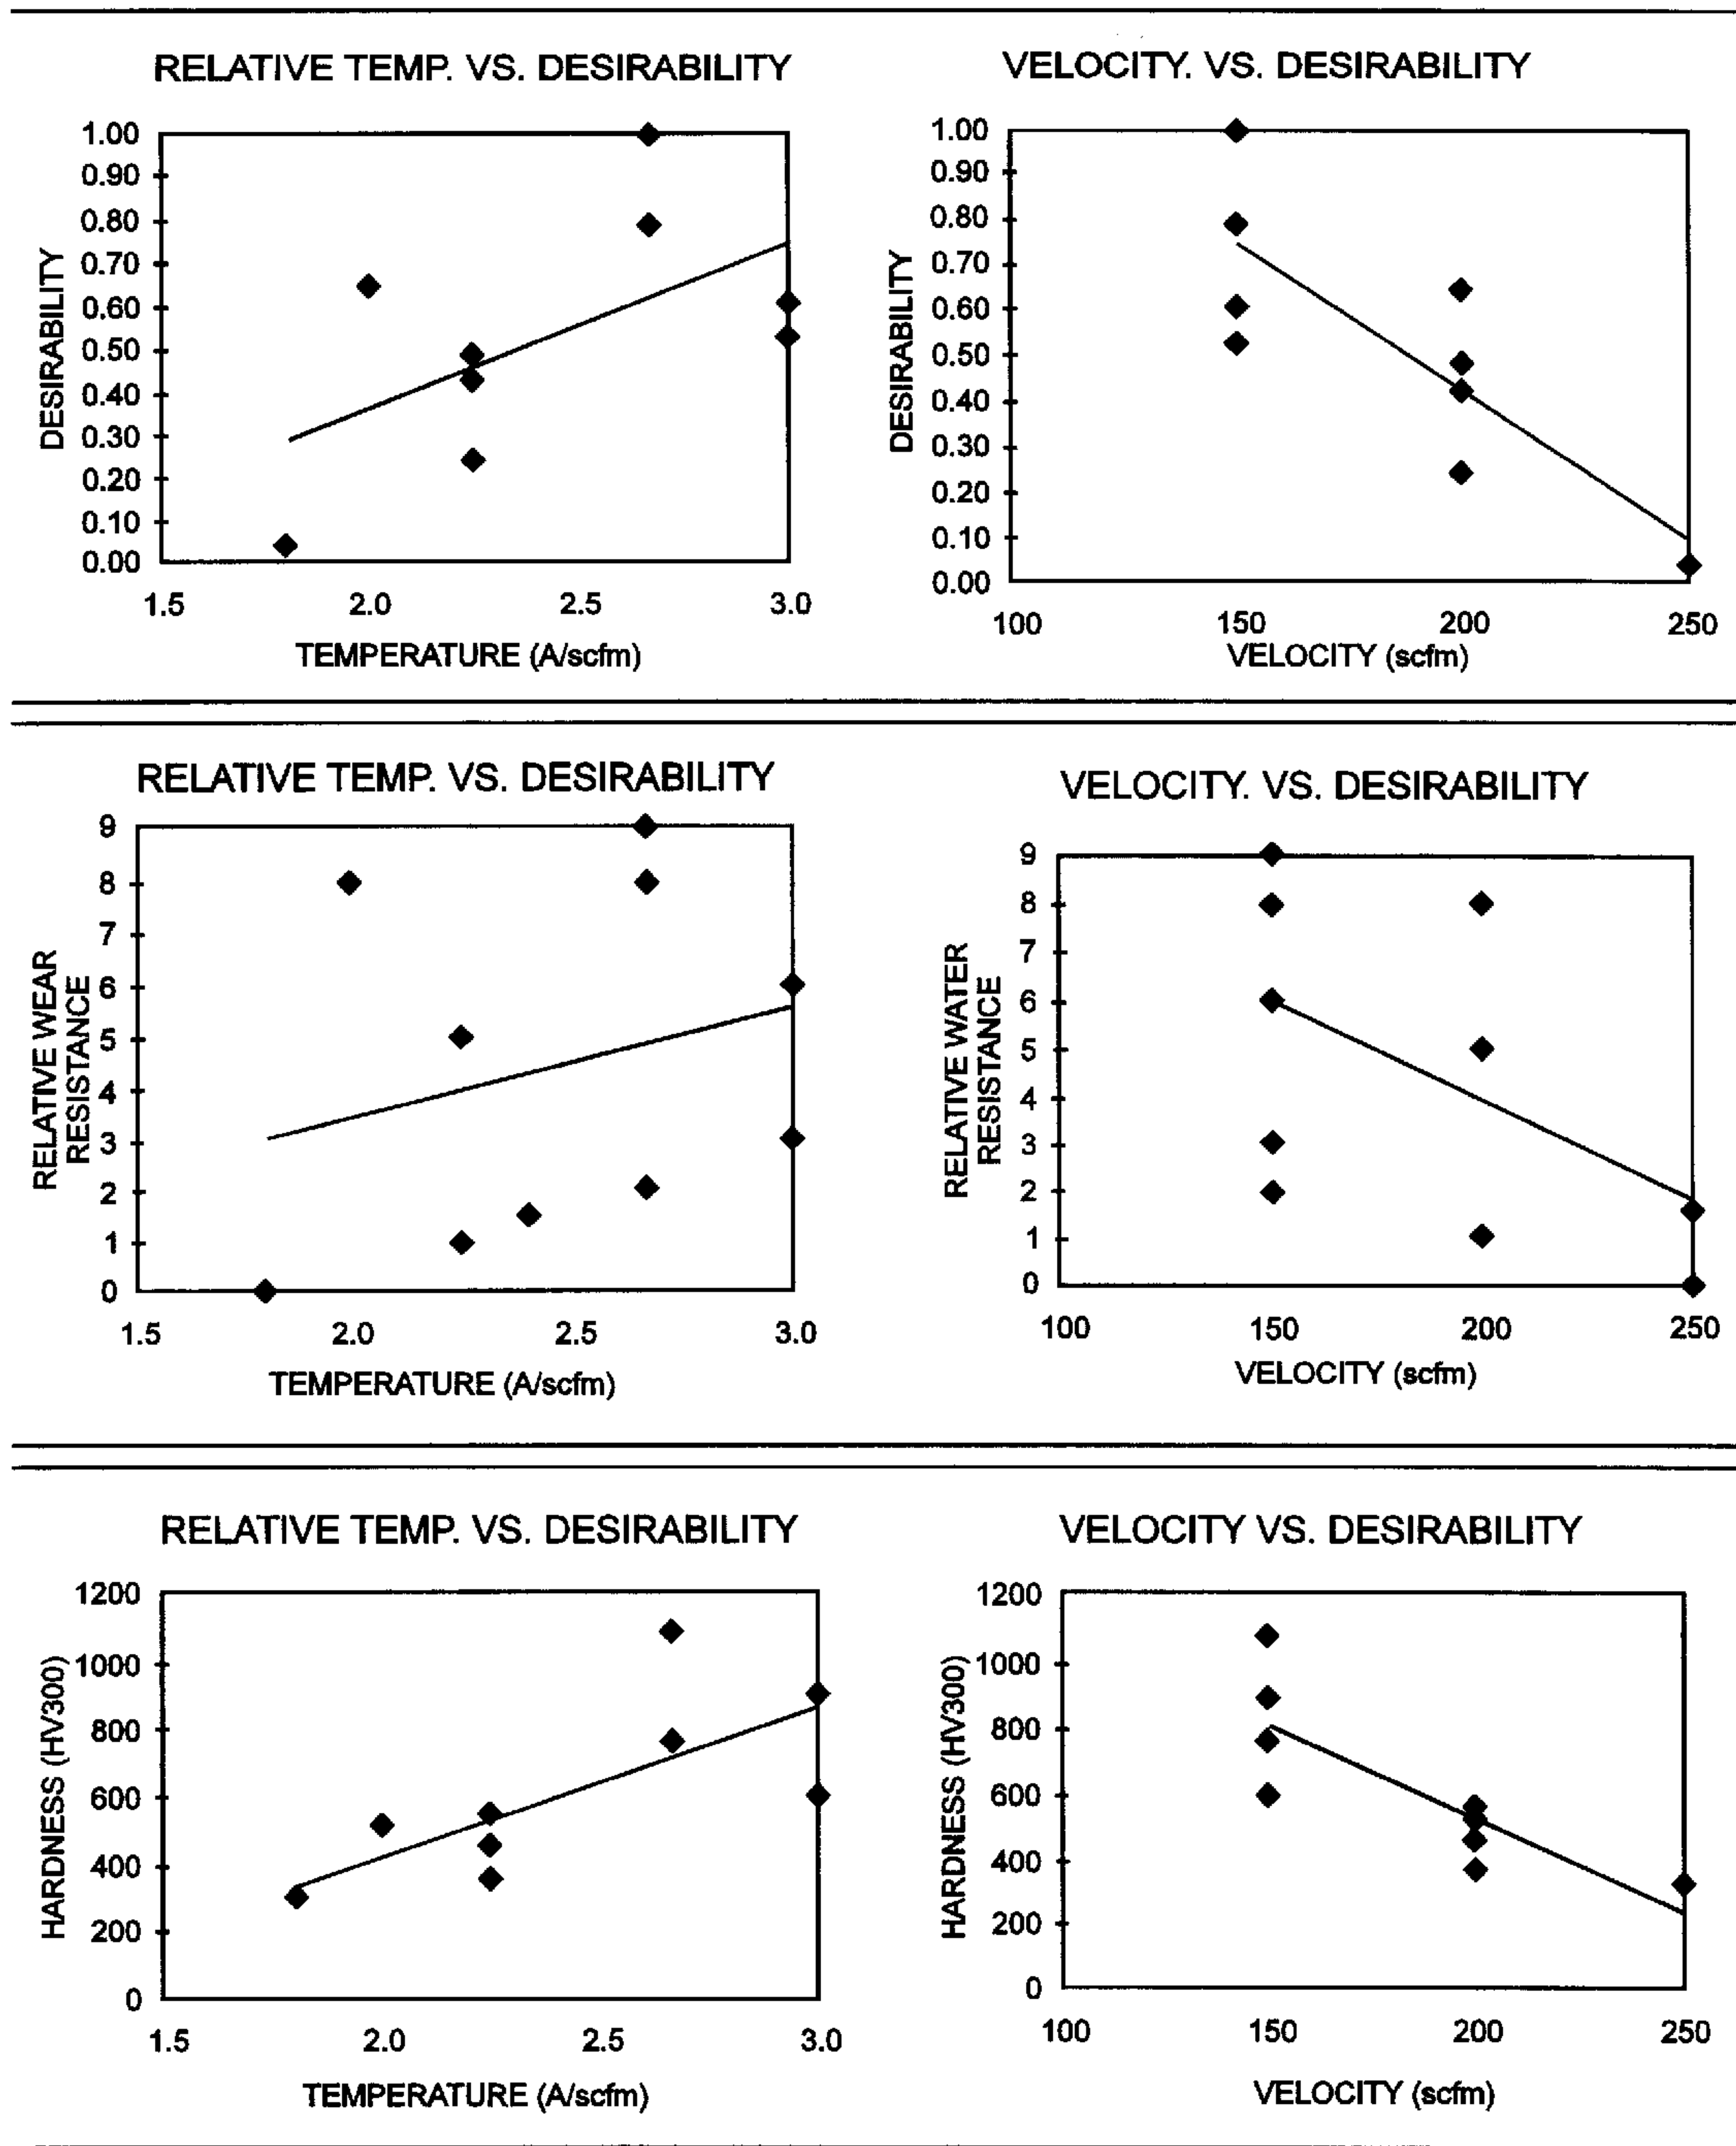 RELATIVE TEMP. VS. DESIRABILITY
DESIRABILITY
1.00
0.90
0.80
0.70
0.60
0.50
0.40
0.30
0.20
0.10
0.00
1.5 2.0 2.5 3.0
TEMPERATURE (A/scfm)
VELOCITY. VS. DESIRABILITY
DESIRABILITY
1.00
0.90
0.80
0.70
0.60
0.50
0.40
0.30
0.20
0.10
0.00
100 150 200 250
VELOCITY (scfm)
RELATIVE TEMP. VS. DESIRABILITY
RELATIVE WEAR
RESISTANCE
9
8
7
6
5
4
3
2
1
0
1.5 2.0 2.5 3.0
TEMPERATURE (A/scfm)
VELOCITY. VS. DESIRABILITY
RELATIVE WATER
RESISTANCE
9
8
7
6
5
4
3
2
1
0
100 150 200 250
VELOCITY (scfm)
RELATIVE TEMP. VS. DESIRABILITY
HARDNESS (HV300)
1200
1000
800
600
400
200
0
1.5 2.0 2.5 3.0
TEMPERATURE (A/scfm)
VELOCITY VS. DESIRABILITY
HARDNESS (HV300)
1200
1000
800
600
400
200
0
100 150 200 250
VELOCITY (scfm)